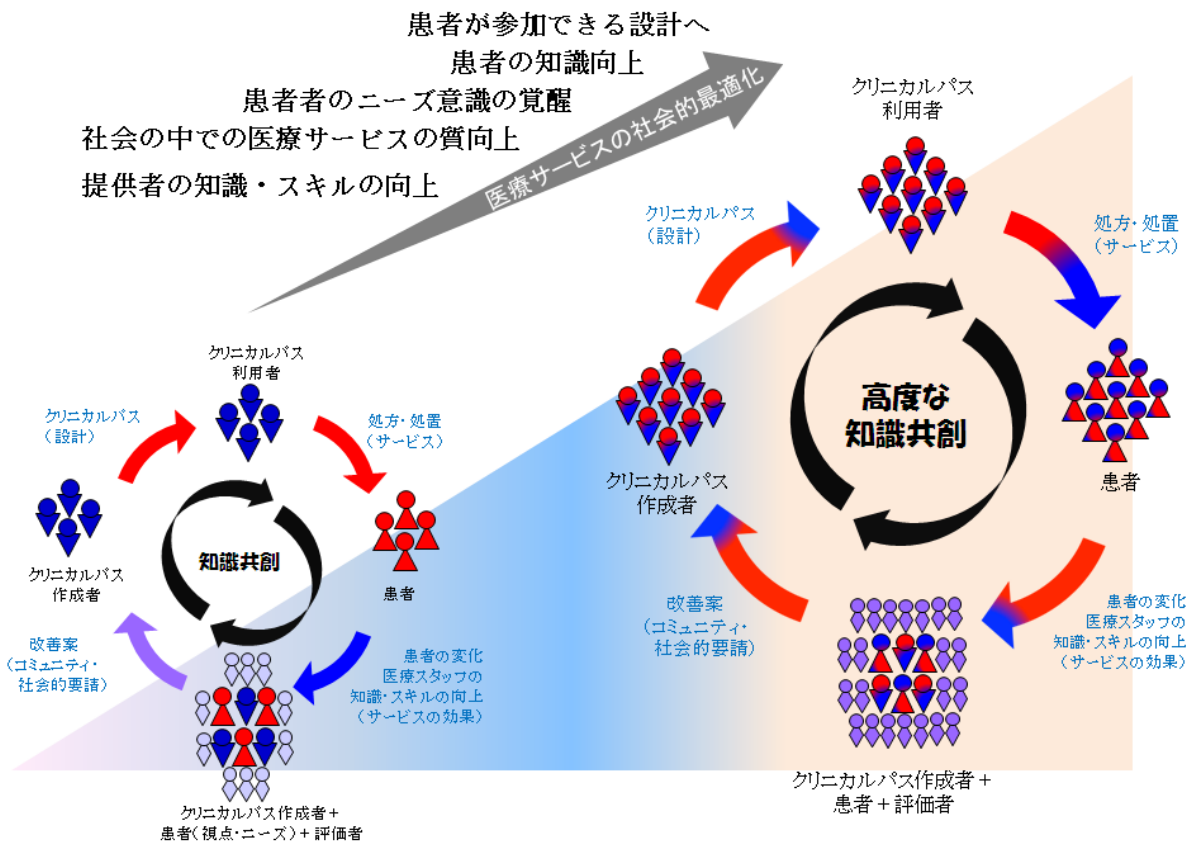 患者が参加できる設計へ
患者の知識向上
患者者のニーズ意識の覚醒
社会の中での医療サービスの質向上
提供者の知識・スキルの向上
医療サービスの社会的最適化
クリニカルパス
利用者
クリニカルパス
（設計）
処方・処置
（サービス）
クリニカルパス
作成者
知識共創
患者
改善案
（コミュニティ・
社会的要請）
患者の変化
医療スタッフの
知識・スキルの向上
（サービスの効果）
クリニカルパス作成者＋
患者（視点・ニーズ）＋評価者
クリニカルパス
利用者
クリニカルパス
（設計）
処方・処置
（サービス）
クリニカルパス
作成者
高度な
知識共創
患者
改善案
（コミュニティ・
社会的要請）
患者の変化
医療スタッフの
知識・スキルの向上
（サービスの効果）
クリニカルパス作成者＋
患者＋評価者